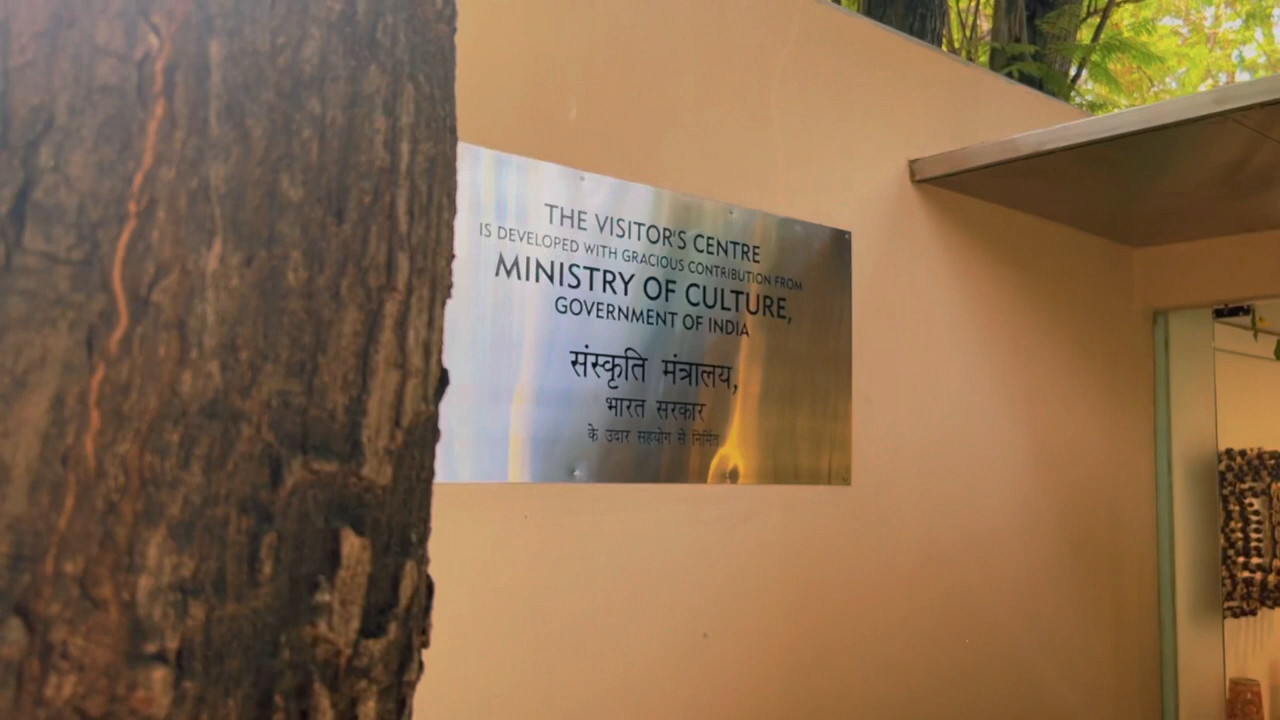 THE VISITOR'S CENTRE
IS DEVELOPED WITH GRACIOUS CONTRIBUTION FROM
MINISTRY OF CULTURE,
GOVERNMENT OF INDIA
संस्कृति मंत्रालय,
भारत सरकार
के उदार सहयोग से निर्मित